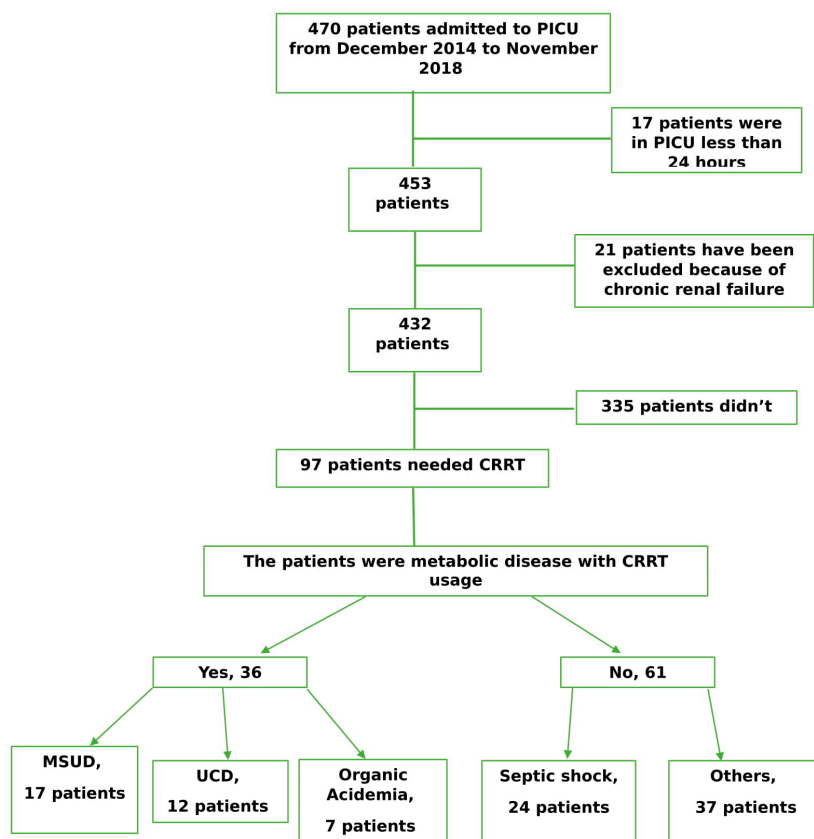 470 patients admitted to PICU
from December 2014 to November
2018
17 patients were
in PICU less than
24 hours
453
patients
21 patients have been
excluded because of
chronic renal failure
432
patients
335 patients didn’t
97 patients needed CRRT
The patients were metabolic disease with CRRT
usage
Yes, 36
No, 61
MSUD,
17 patients
UCD,
12 patients
Organic
Acidemia,
7 patients
Septic shock,
24 patients
Others,
37 patients